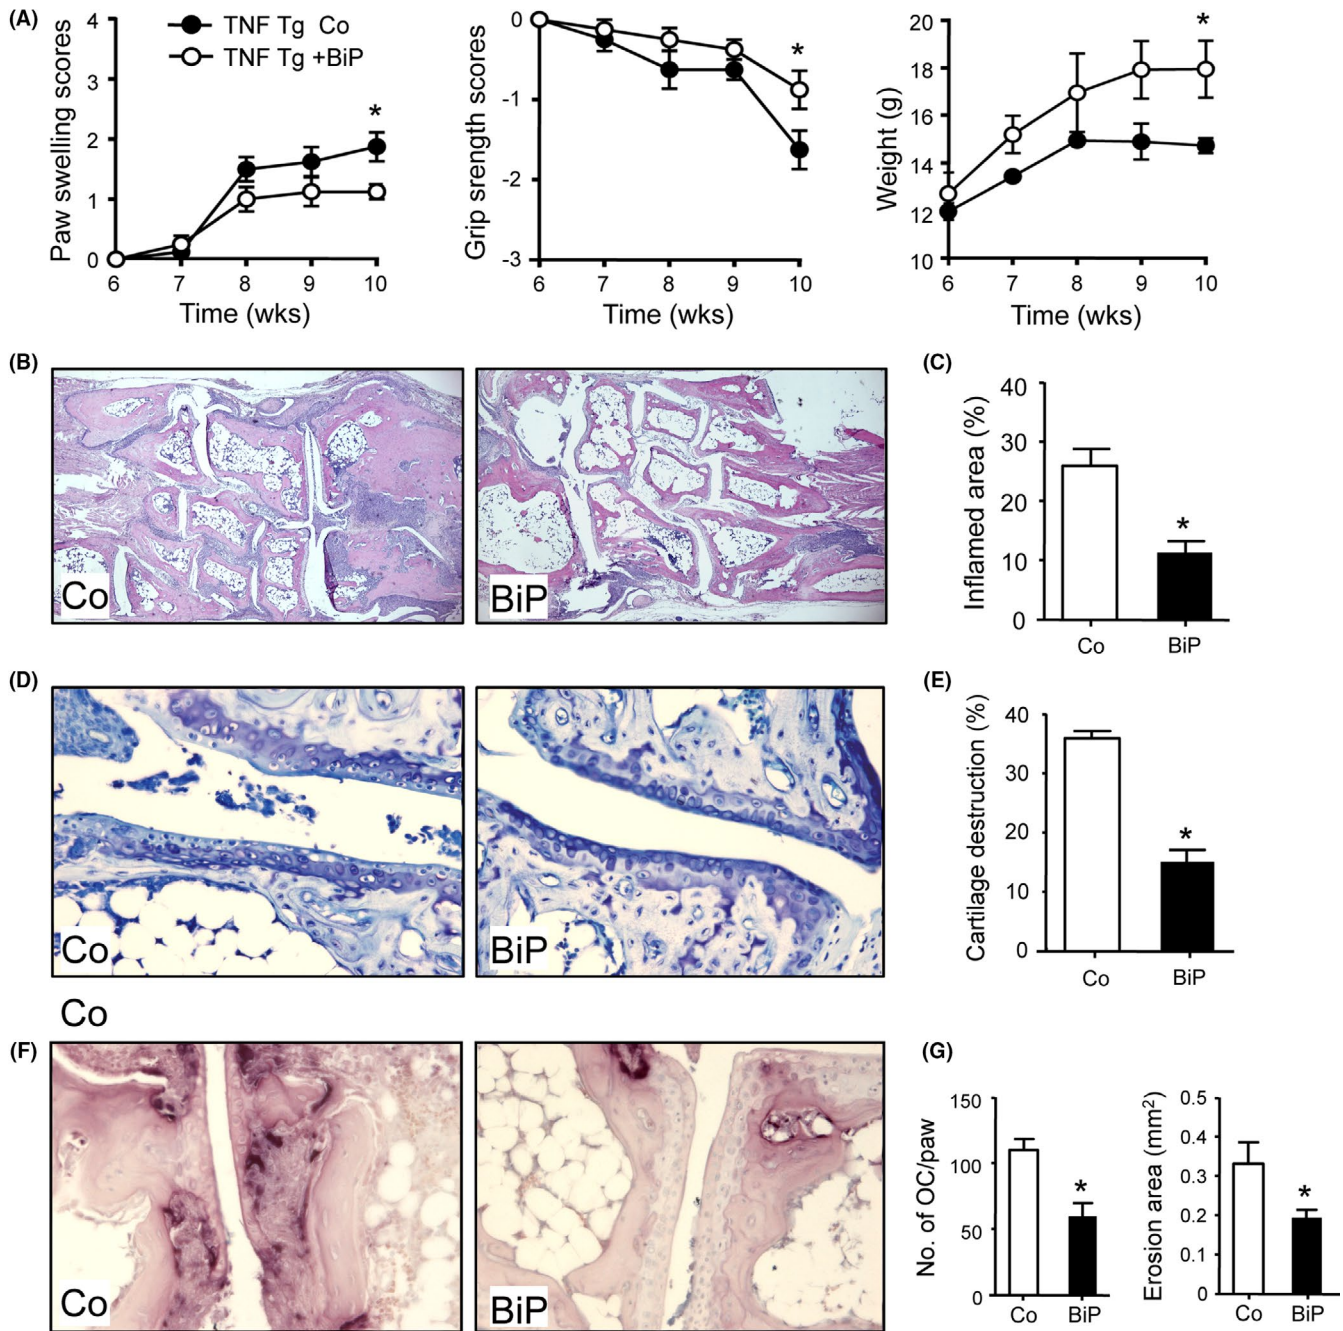 (A)
TNF Tg Co
TNF Tg +BiP
Paw swelling scores
4
3
2
1
0
*
6 7 8 9 10
Time (wks)
Grip srength scores
0
-1
-2
-3
*
6 7 8 9 10
Time (wks)
Weight (g)
20
18
16
14
12
10
*
6 7 8 9 10
Time (wks)
(B)
Co
BiP
(C)
Inflamed area (%)
40
30
20
10
0
*
Co BiP
(D)
Co
BiP
(E)
Cartilage destruction (%)
40
30
20
10
0
*
Co BiP
Co
(F)
Co
BiP
(G)
No. of OC/paw
150
100
50
0
*
Co BiP
Erosion area (mm²)
0.5
0.4
0.3
0.2
0.1
0
*
Co BiP